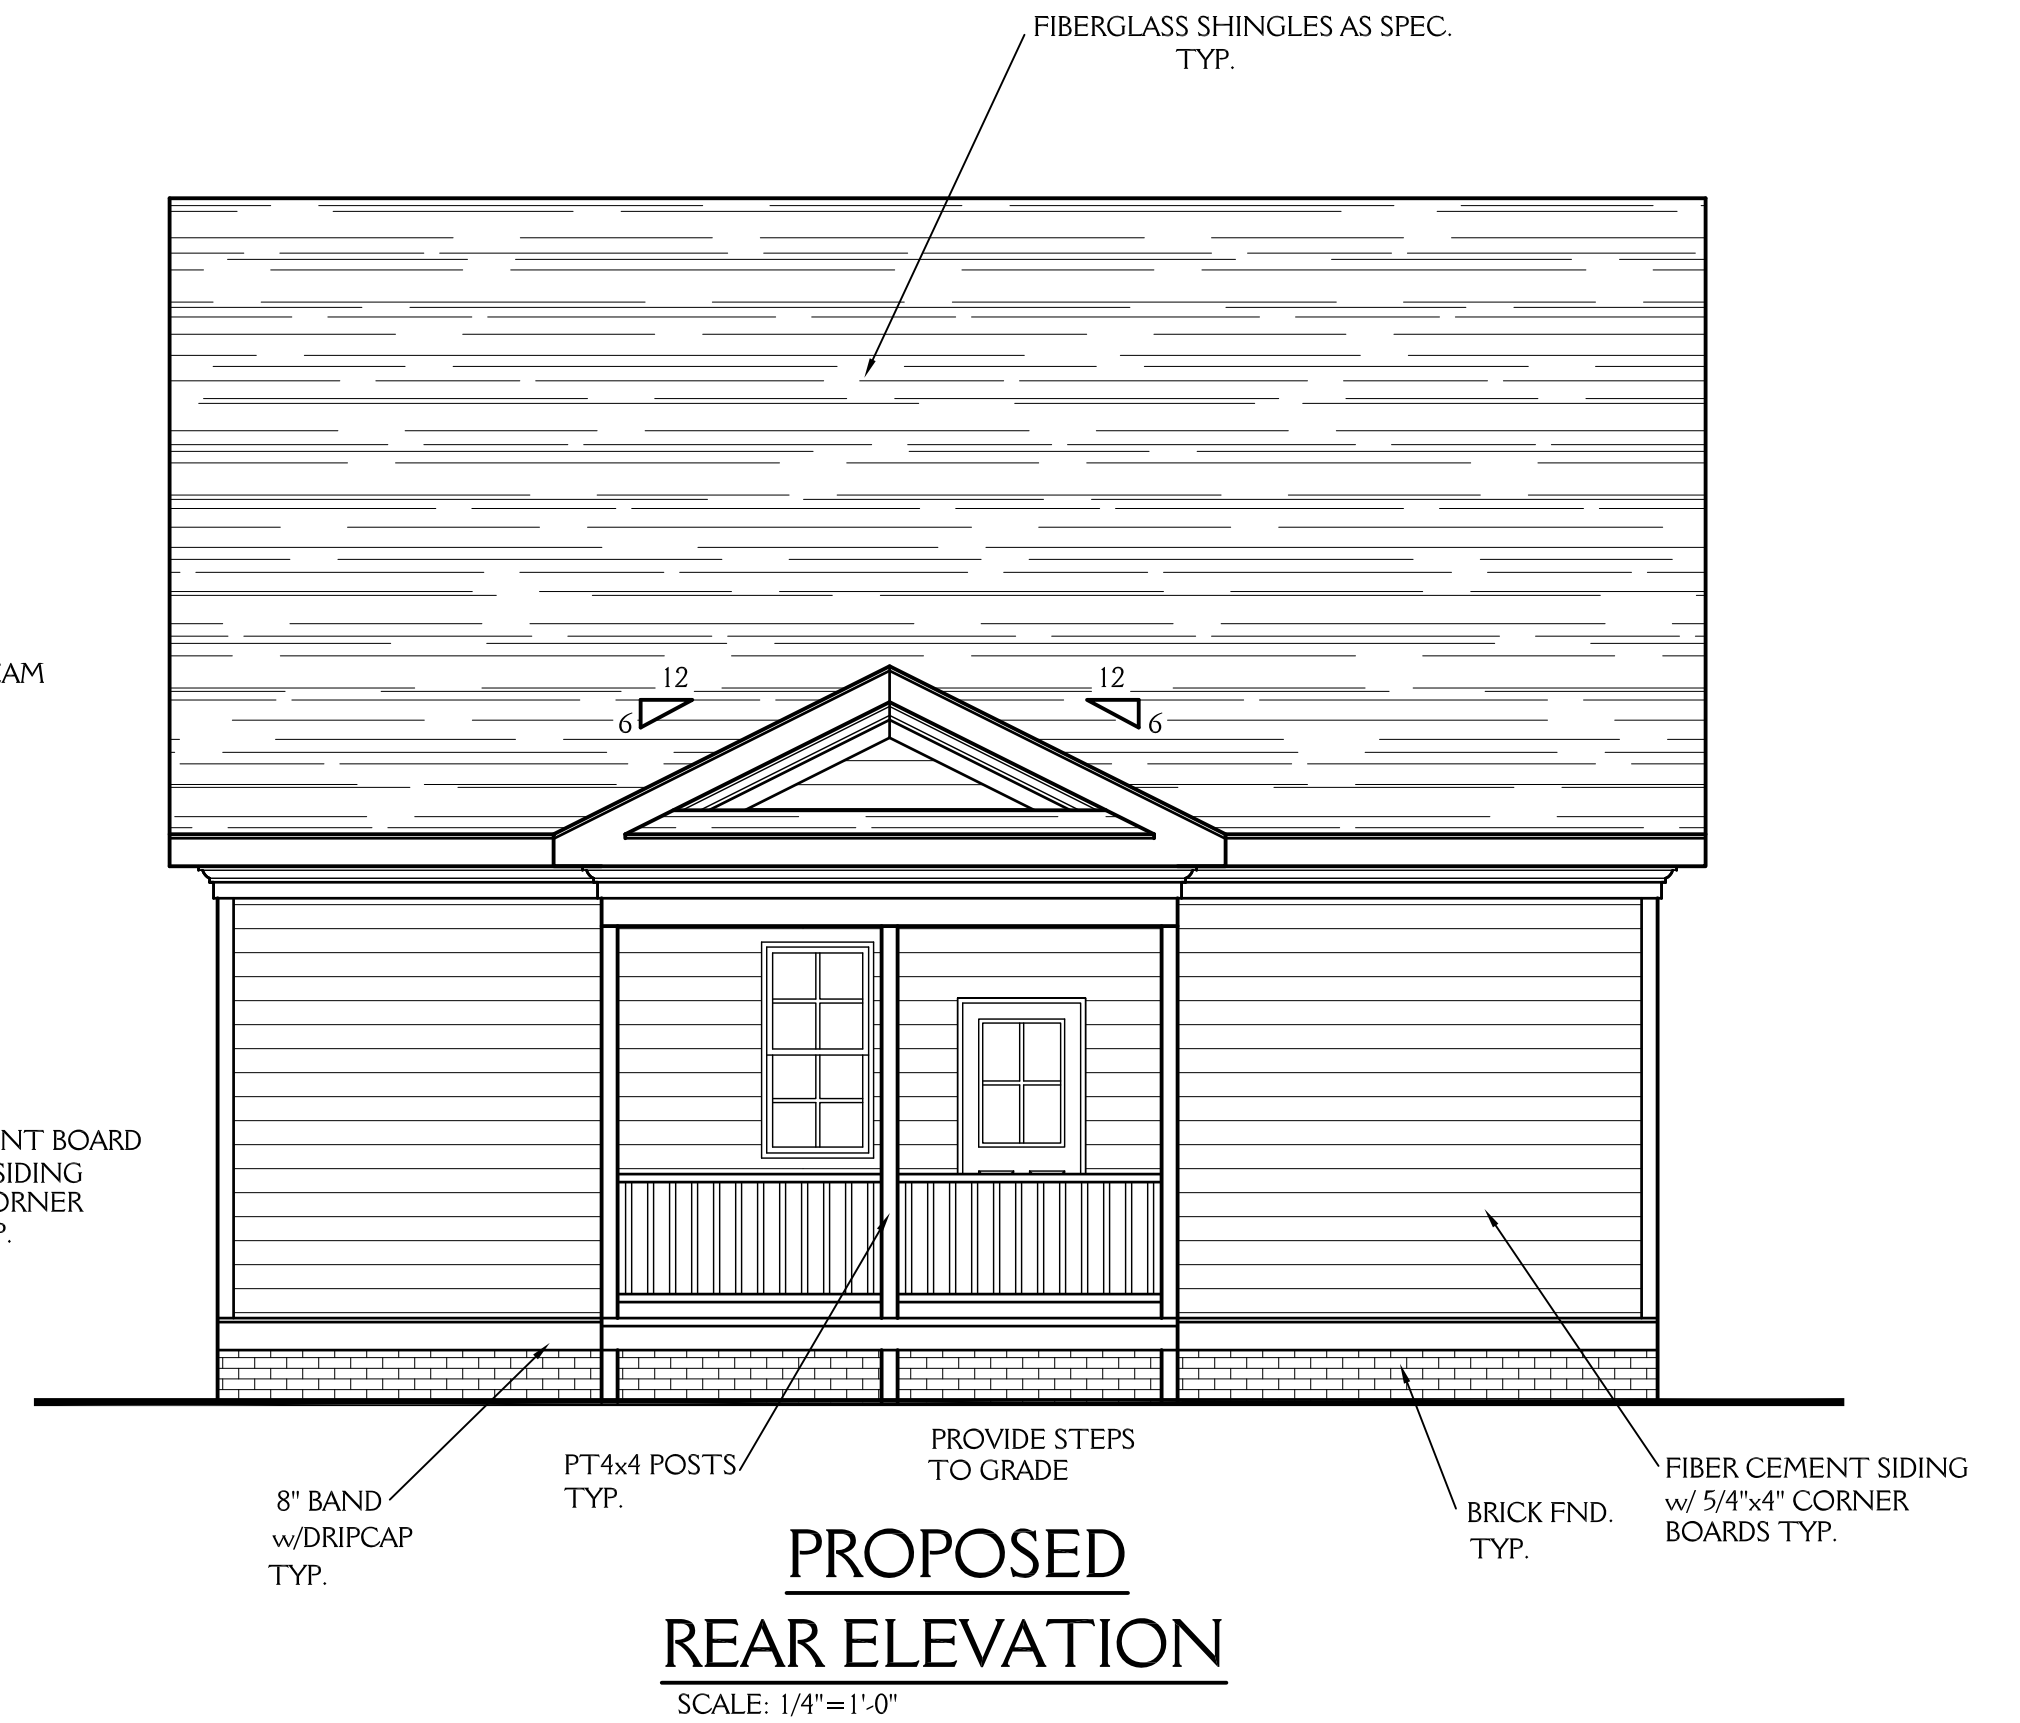 FIBERGLASS SHINGLES AS SPEC.
TYP.
12
6
12
6
BOARD
SIDING
PT4x4 POSTS
TYP.
PROVIDE STEPS
TO GRADE
8" BAND
w/DRIPCAP
TYP.
BRICK FND.
TYP.
FIBER CEMENT SIDING
w/ 5/4"x4" CORNER
BOARDS TYP.
PROPOSED
REAR ELEVATION
SCALE: 1/4"=1'-0"